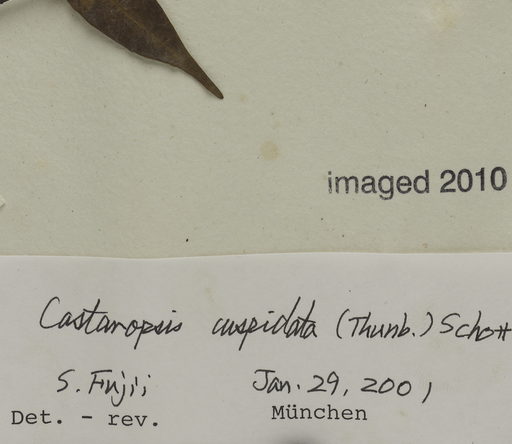 imaged 2010
Castanopsis cuspidata (Thunb.) Schott
S. Fujii Jan. 29, 2001
Det. - rev. München